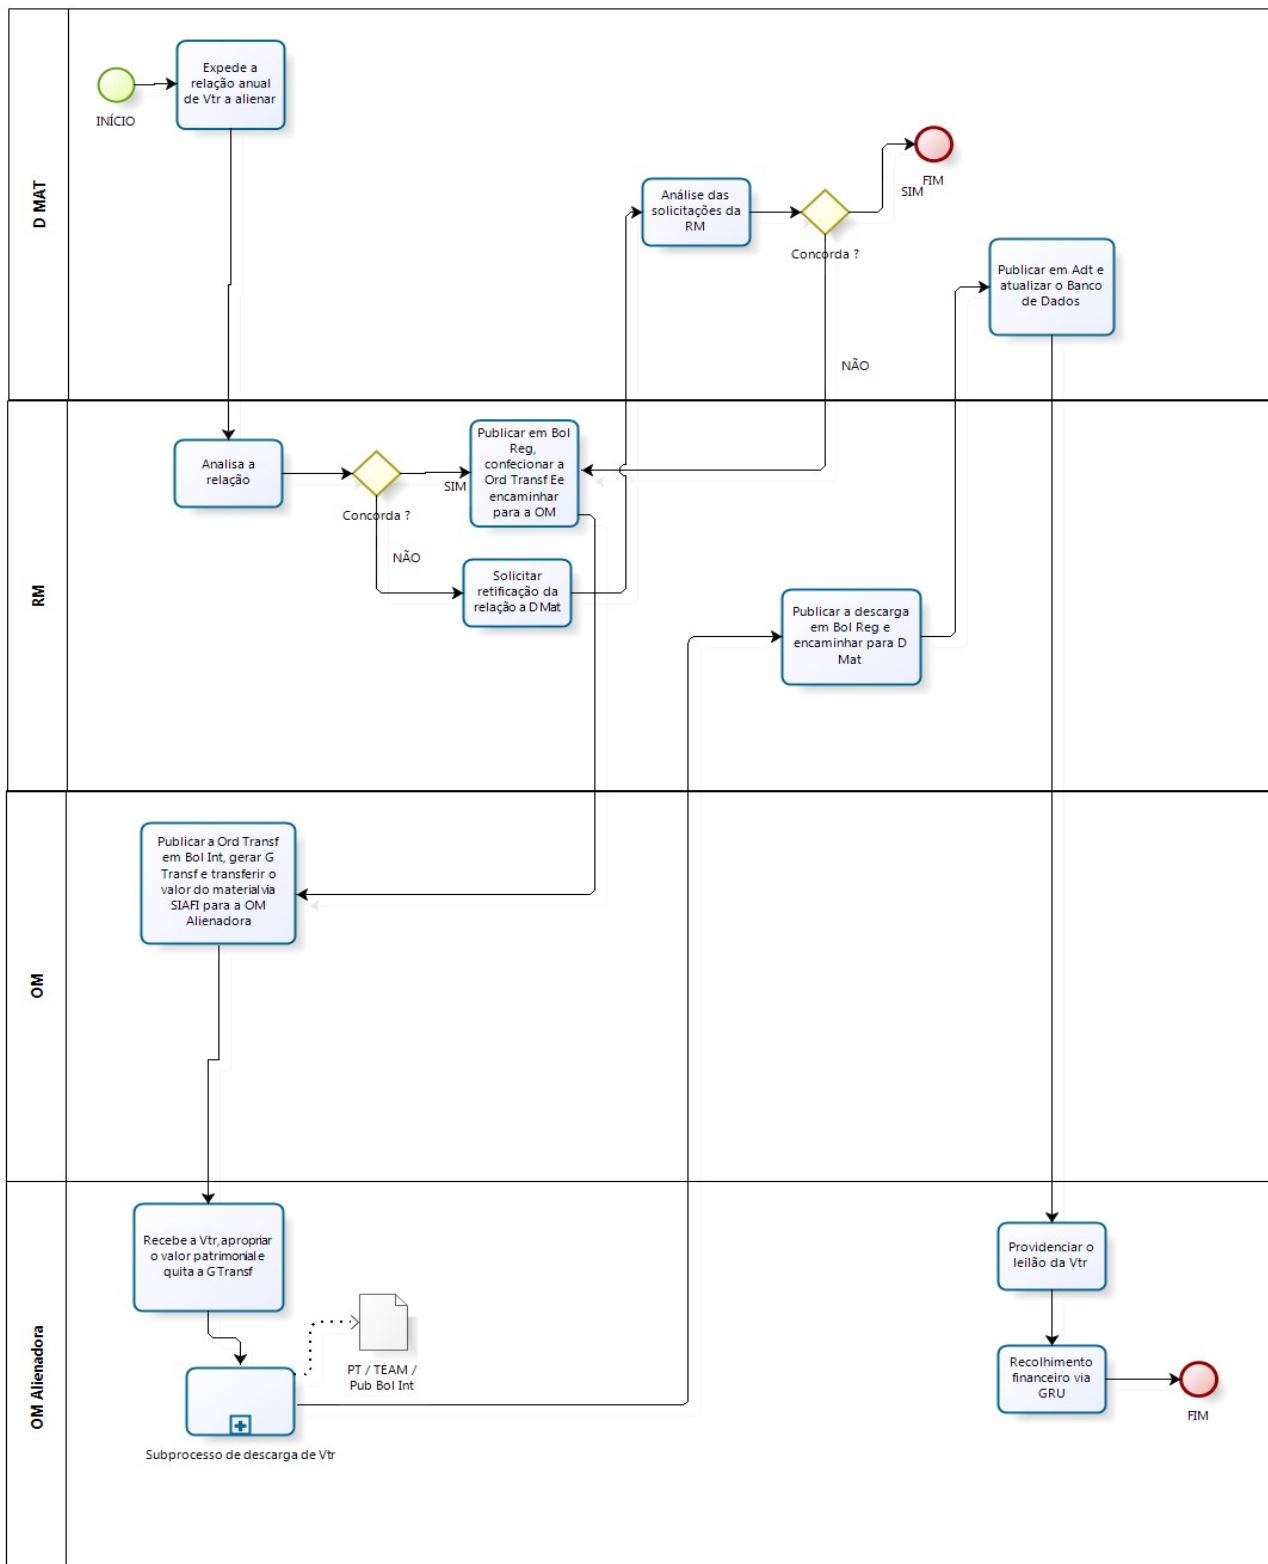 D MAT
INÍCIO
Expede a
relação anual
de Vtr a alienar
Análise das
solicitações da
RM
Concorda ?
SIM
FIM
NÃO
Publicar em Adt e
atualizar o Banco
de Dados
RM
Analisa a
relação
Concorda ?
SIM
NÃO
Publicar em Bol
Reg,
confecionar a
Ord Transf Ee
encaminhar
para a OM
Solicitar
retificação da
relação a DMat
Publicar a descarga
em Bol Reg e
encaminhar para D
Mat
OM
Publicar a Ord Transf
em Bol Int, gerar G
Transf e transferir o
valor do materialvia
SIAFI para a OM
Alienadora
OM Alienadora
Recebe a Vtr, apropriar
o valor patrimonial e
quita a G Transf
PT / TEAM /
Pub Bol Int
Subprocesso de descarga de Vtr
Providenciar o
leilão da Vtr
Recolhimento
financeiro via
GRU
FIM